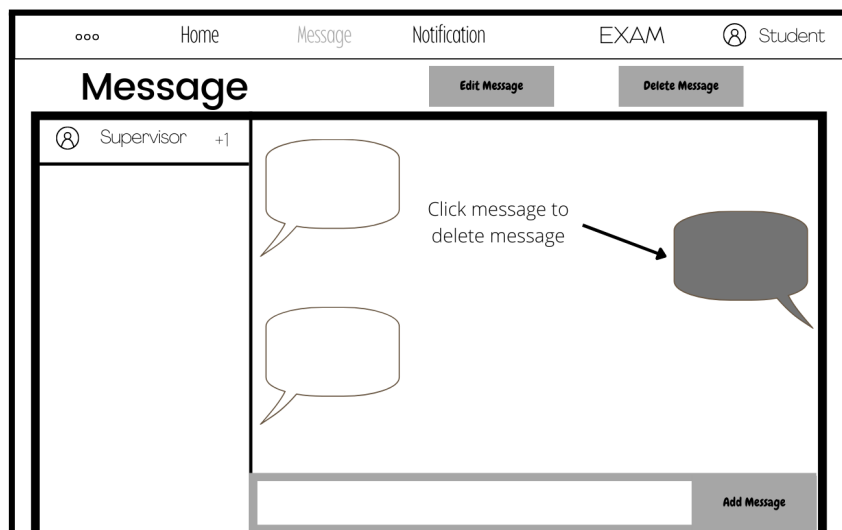 ooo Home Message Notification EXAM Student
Message Edit Message Delete Message
Supervisor +1
Click message to
delete message
Add Message